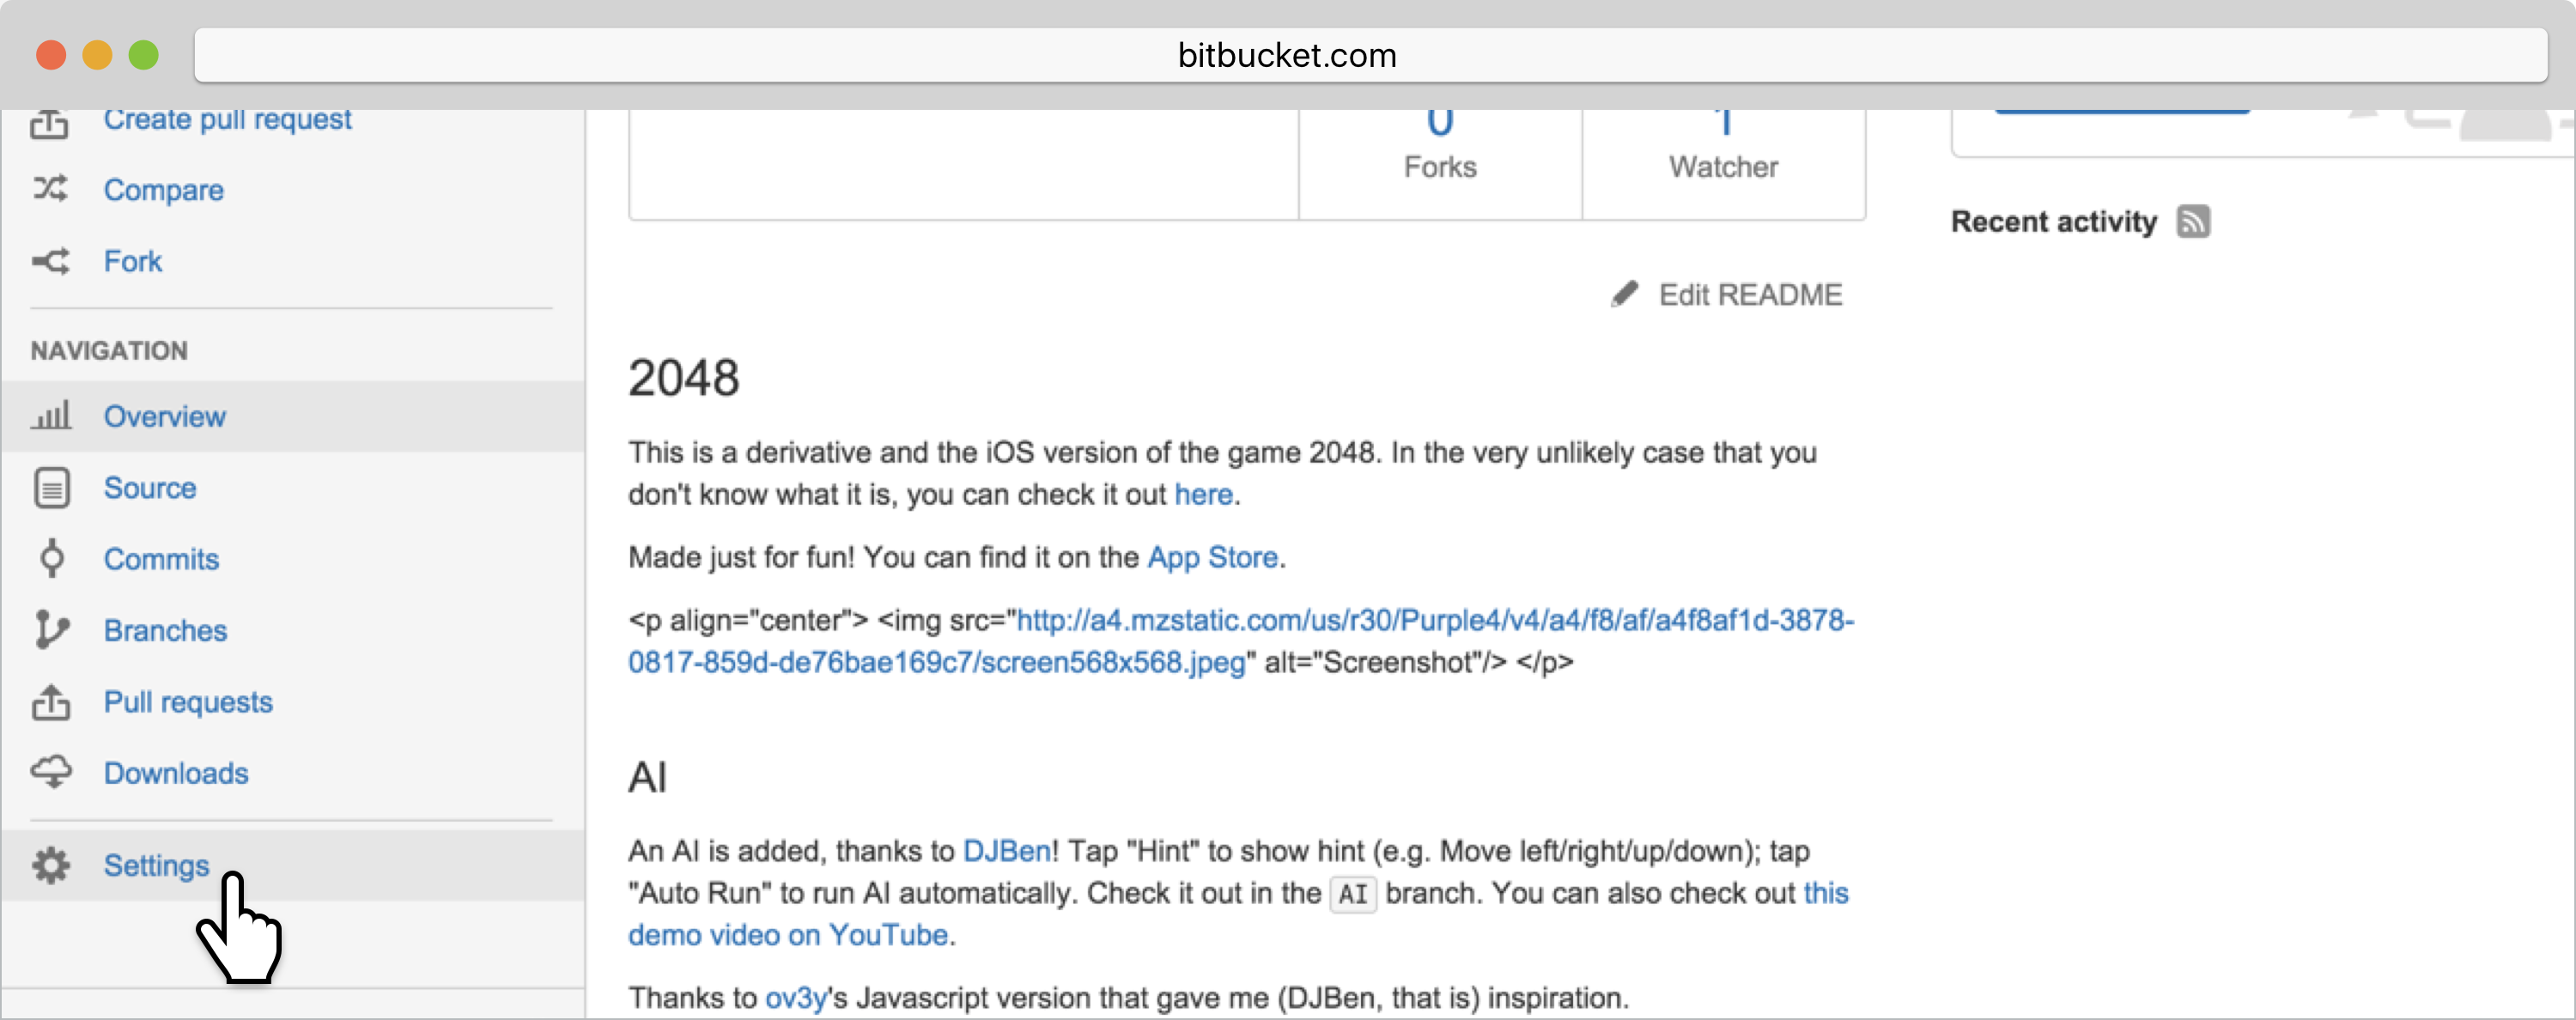 bitbucket.com
Create pull request
Compare
Fork
NAVIGATION
Overview
Source
Commits
Branches
Pull requests
Downloads
Settings
0
Forks
1
Watcher
Edit README
2048
This is a derivative and the iOS version of the game 2048. In the very unlikely case that you
don't know what it is, you can check it out here.
Made just for fun! You can find it on the App Store.
<p align="center"> <img src="http://a4.mzstatic.com/us/r30/Purple4/v4/a4/f8/af/a4f8af1d-3878-
0817-859d-de76bae169c7/screen568x568.jpeg" alt="Screenshot"/> </p>
AI
An AI is added, thanks to DJBen! Tap "Hint" to show hint (e.g. Move left/right/up/down); tap
"Auto Run" to run AI automatically. Check it out in the AI branch. You can also check out this
demo video on YouTube.
Thanks to ov3y's Javascript version that gave me (DJBen, that is) inspiration.
Recent activity